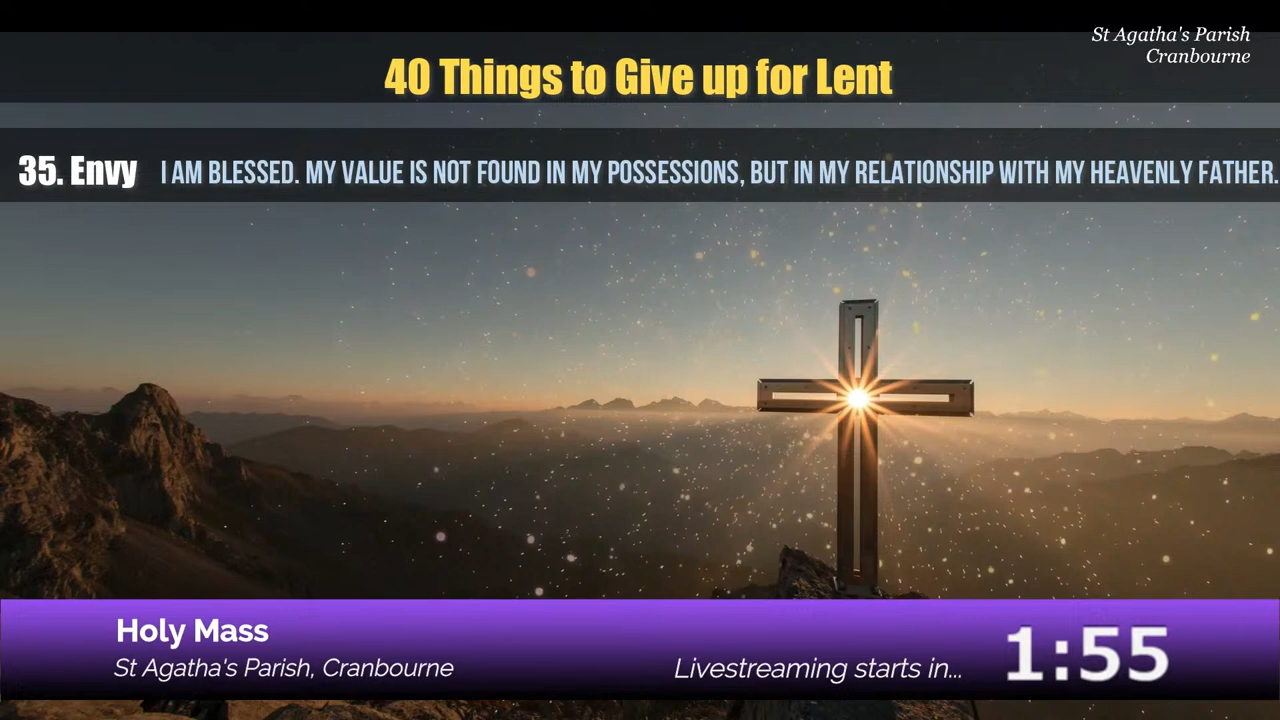 St Agatha's Parish
Cranbourne
40 Things to Give up for Lent
35. Envy I AM BLESSED. MY VALUE IS NOT FOUND IN MY POSSESSIONS, BUT IN MY RELATIONSHIP WITH MY HEAVENLY FATHER.
Holy Mass
St Agatha's Parish, Cranbourne
Livestreaming starts in... 1:55